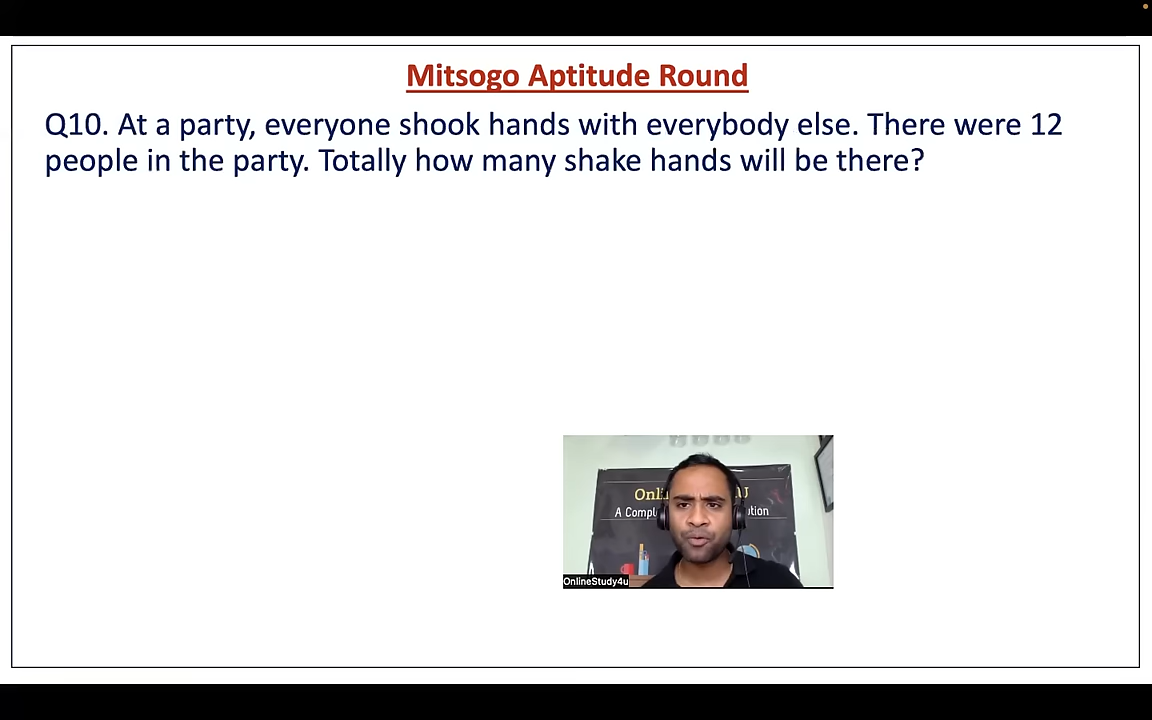 Mitsogo Aptitude Round
Q10. At a party, everyone shook hands with everybody else. There were 12
people in the party. Totally how many shake hands will be there?
OnlineStudy4u